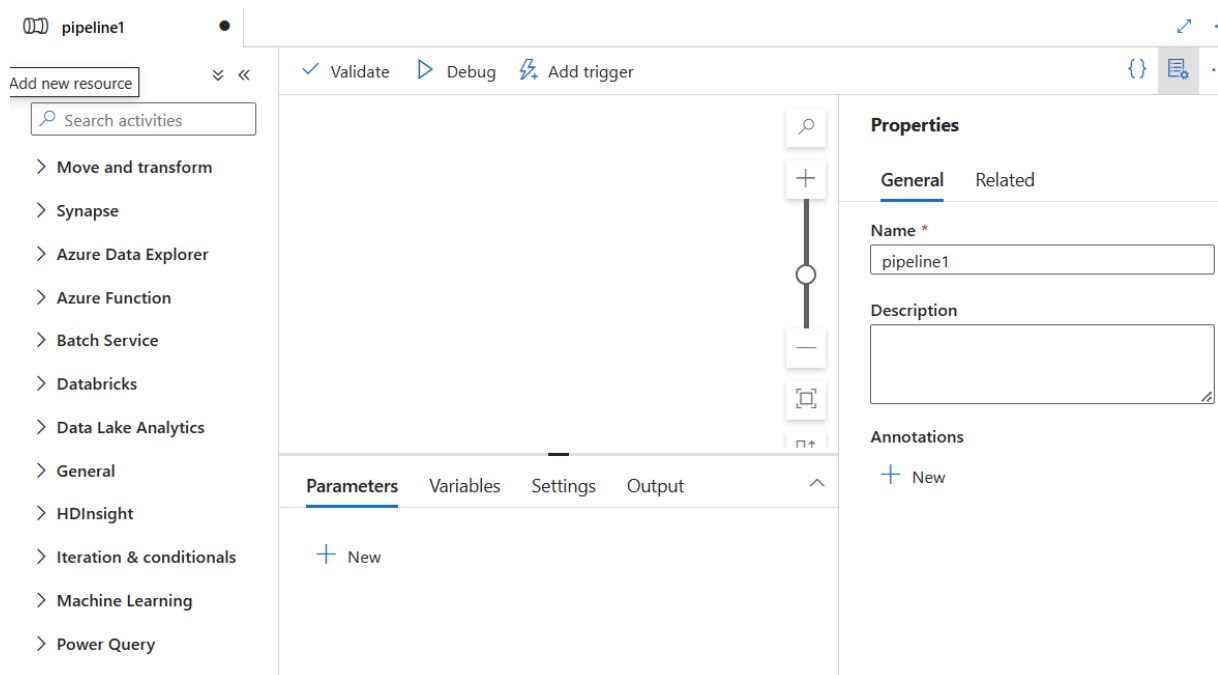 pipeline1
Add new resource
Validate
Debug
Add trigger
{}
Search activities
Move and transform
Synapse
Azure Data Explorer
Azure Function
Batch Service
Databricks
Data Lake Analytics
General
HDInsight
Iteration & conditionals
Machine Learning
Power Query
Parameters
Variables
Settings
Output
New
Properties
General
Related
Name *
pipeline1
Description
Annotations
New